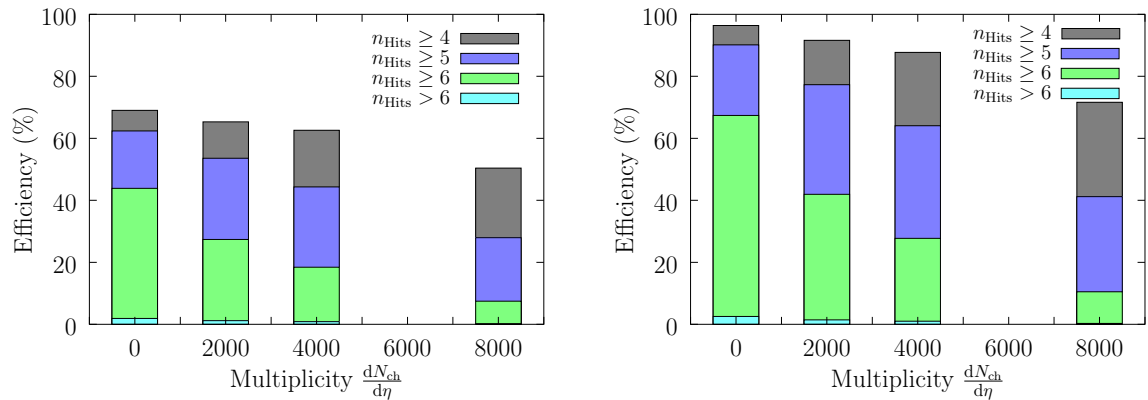 100
80
60
40
20
0
Efficiency (%)
n_Hits ≥ 4
n_Hits ≥ 5
n_Hits ≥ 6
n_Hits > 6
0 2000 4000 6000 8000
Multiplicity dN_ch/dη
100
80
60
40
20
0
Efficiency (%)
n_Hits ≥ 4
n_Hits ≥ 5
n_Hits ≥ 6
n_Hits > 6
0 2000 4000 6000 8000
Multiplicity dN_ch/dη